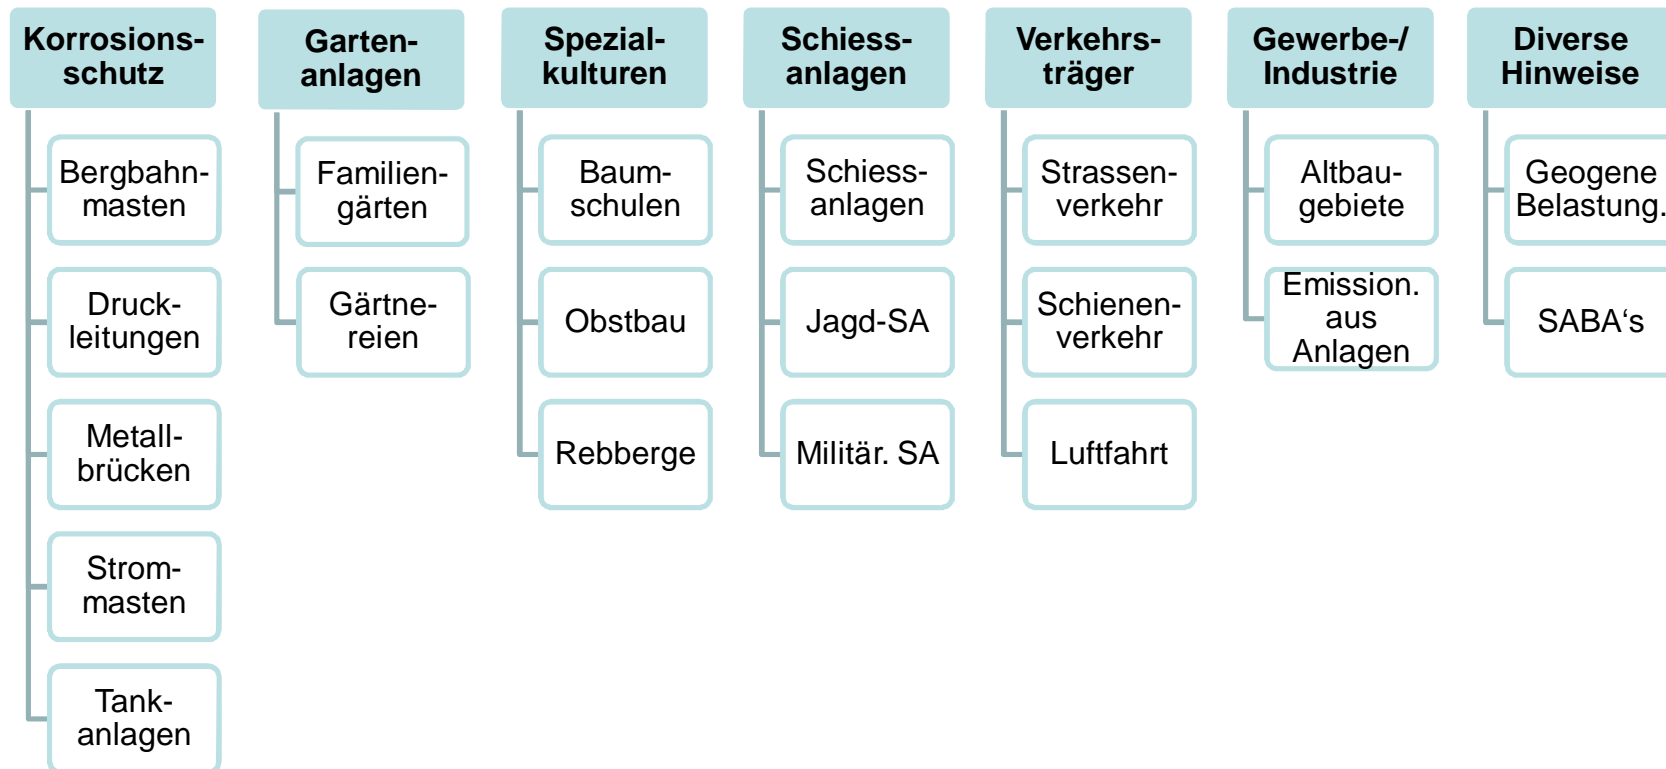 Korrosions-
schutz
Bergbahn-
masten
Druck-
leitungen
Metall-
brücken
Strom-
masten
Tank-
anlagen
Garten-
anlagen
Familien-
gärten
Gärtne-
reien
Spezial-
kulturen
Baum-
schulen
Obstbau
Rebberge
Schiess-
anlagen
Schiess-
anlagen
Jagd-SA
Militär. SA
Verkehrs-
träger
Strassen-
verkehr
Schienen-
verkehr
Luftfahrt
Gewerbe-/
Industrie
Altbau-
gebiete
Emission.
aus
Anlagen
Diverse
Hinweise
Geogene
Belastung.
SABA‘s